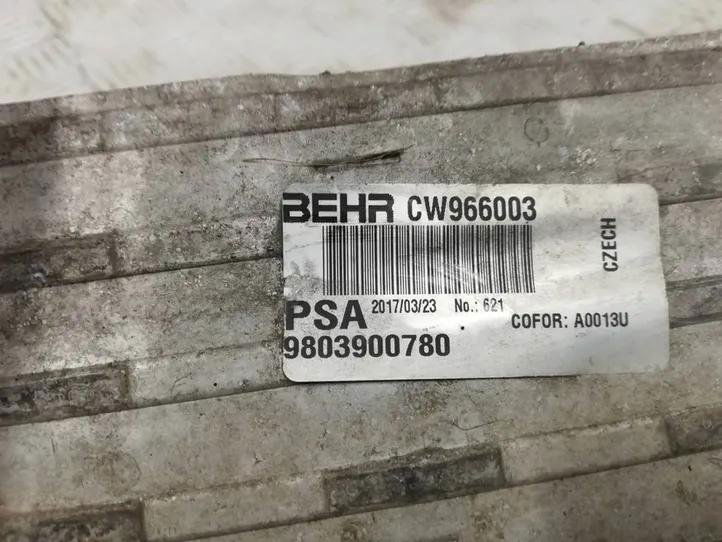 BEHR CW966003
CZECH
PSA 2017/03/23 No.: 621
COFOR: A0013U
9803900780